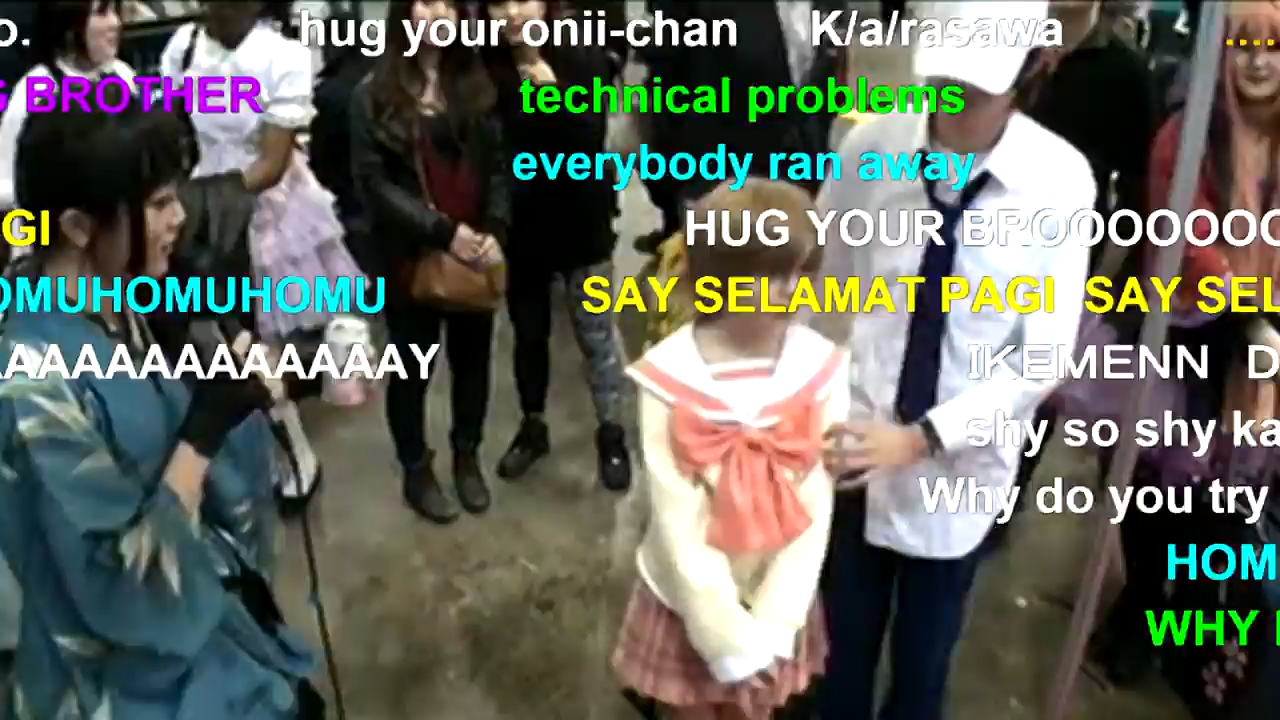 o.
hug your onii-chan
K/a/rasawa
.....
G BROTHER
technical problems
everybody ran away
GI
HUG YOUR BROOOOOOO
OMUHOMUHOMU
SAY SELAMAT PAGI SAY SEL
AAAAAAAAAAAAAY
IKEMENN D
shy so shy ka
Why do you try
HOM
WHY